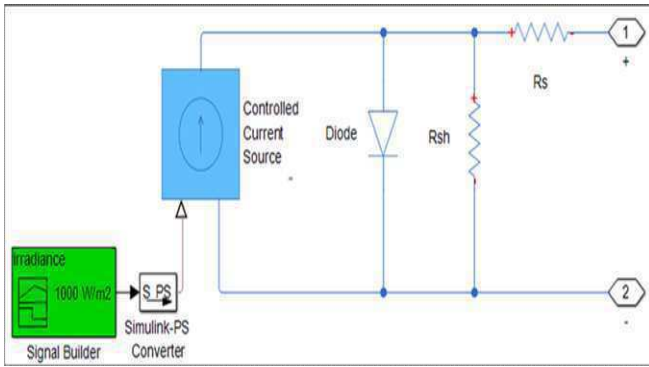 1
+
Rs
Controlled
Current
Source
-
Diode
Rsh
+
-
+
-
Irradiance
1000 W/m2
S PS
Simulink-PS
Converter
Signal Builder
2
-